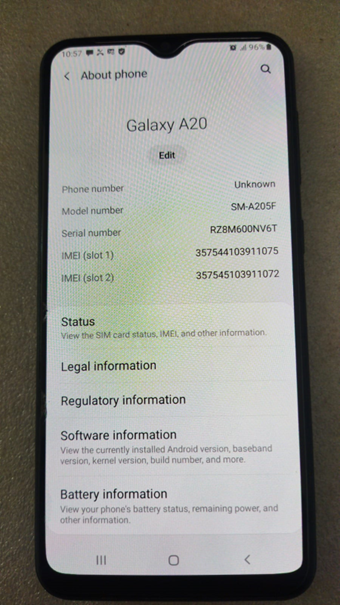 10:57 96%
About phone
Galaxy A20
Edit
Phone number Unknown
Model number SM-A205F
Serial number RZ8M600NV6T
IMEI (slot 1) 357544103911075
IMEI (slot 2) 357545103911072
Status
View the SIM card status, IMEI, and other information.
Legal information
Regulatory information
Software information
View the currently installed Android version, baseband
version, kernel version, build number, and more.
Battery information
View your phone's battery status, remaining power, and
other information.